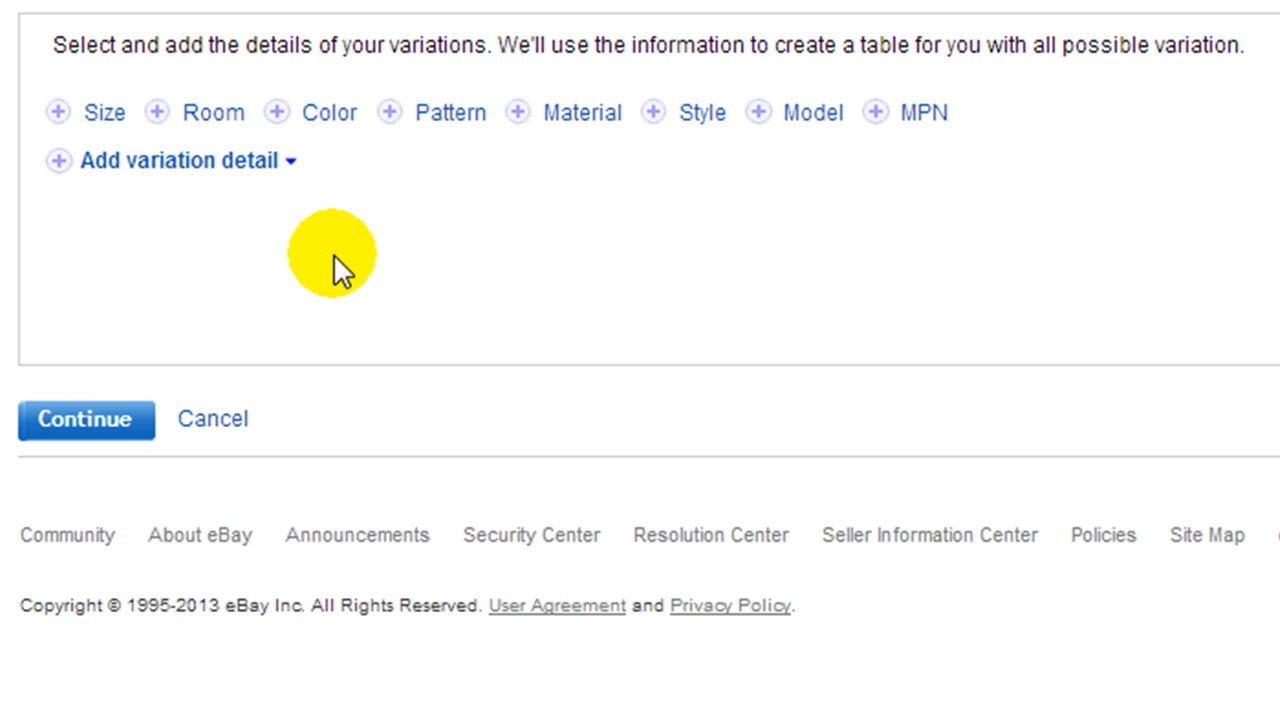 Select and add the details of your variations. We'll use the information to create a table for you with all possible variation.
Size Room Color Pattern Material Style Model MPN
Add variation detail
Continue Cancel
Community About eBay Announcements Security Center Resolution Center Seller Information Center Policies Site Map
Copyright © 1995-2013 eBay Inc. All Rights Reserved. User Agreement and Privacy Policy.